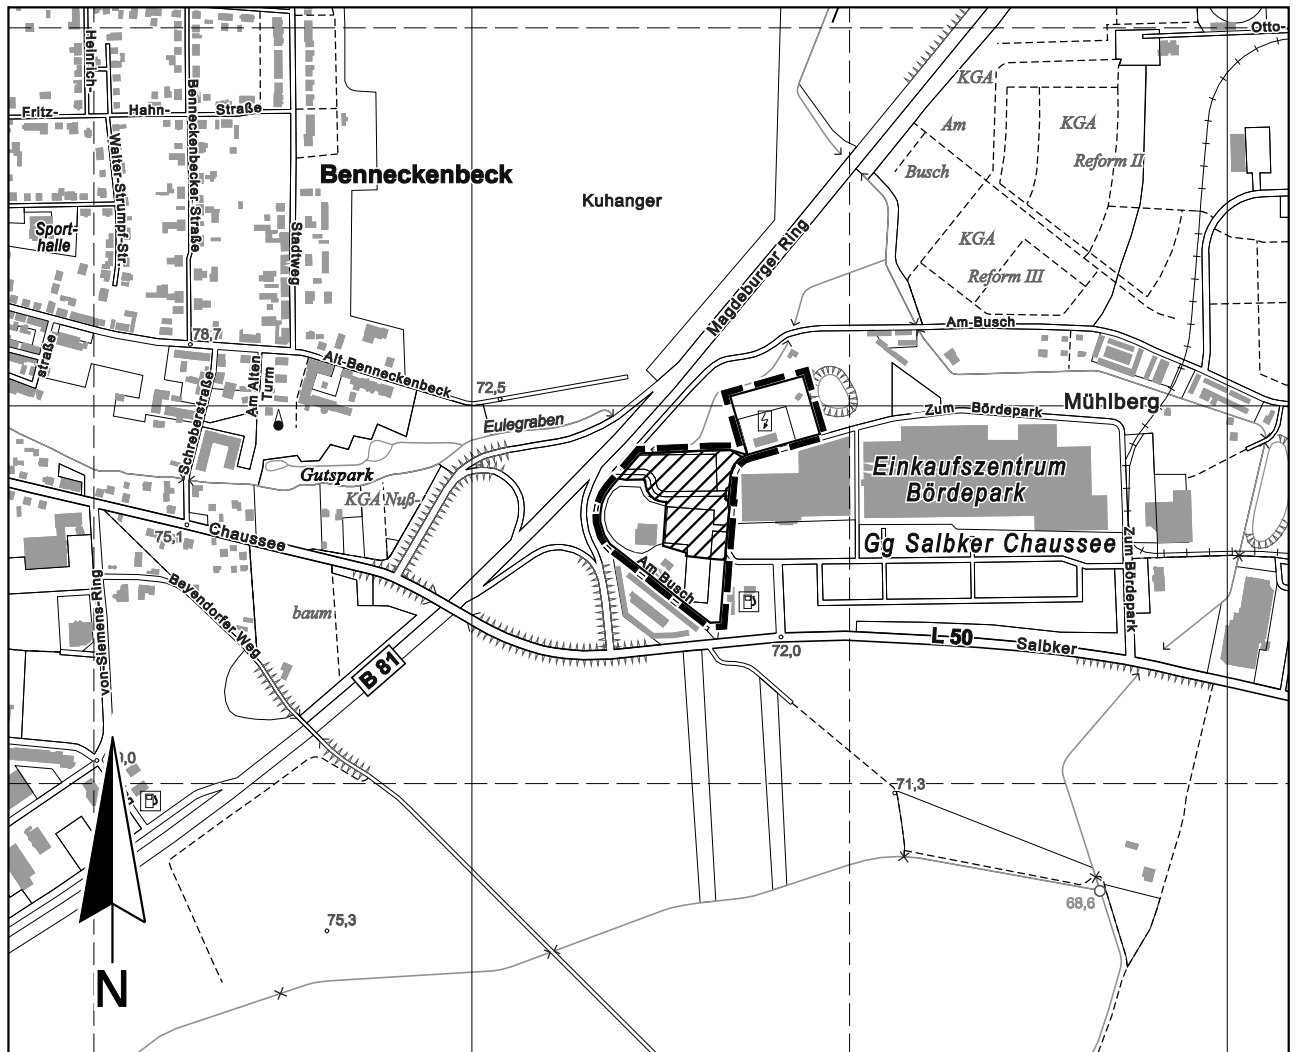 Otto-
Heinrich-
Fritz-
Hahn-
Straße
Benneckenbecker-Straße
Walter-Strumpf-Str.
Stadtweg
Sport-
halle
Benneckenbeck
Kuhanger
Magdeburger Ring
KGA
Am
Busch
KGA
Reform II
KGA
Reform III
Am-Busch
78,7
straße
Schreberstraße
Am Alten
Turm
Alt-Benneckenbeck
72,5
Eulegraben
Zum Bördepark
Mühlberg
Gutspark
KGA Nuß-
baum
Einkaufszentrum
Bördepark
Gg Salbker Chaussee
Zum Bördepark
75,1
Chaussee
Am Busch
von-Siemens-Ring
Beyendorfer-Weg
B 81
72,0
L 50
Salbker
0,0
71,3
68,6
75,3
N